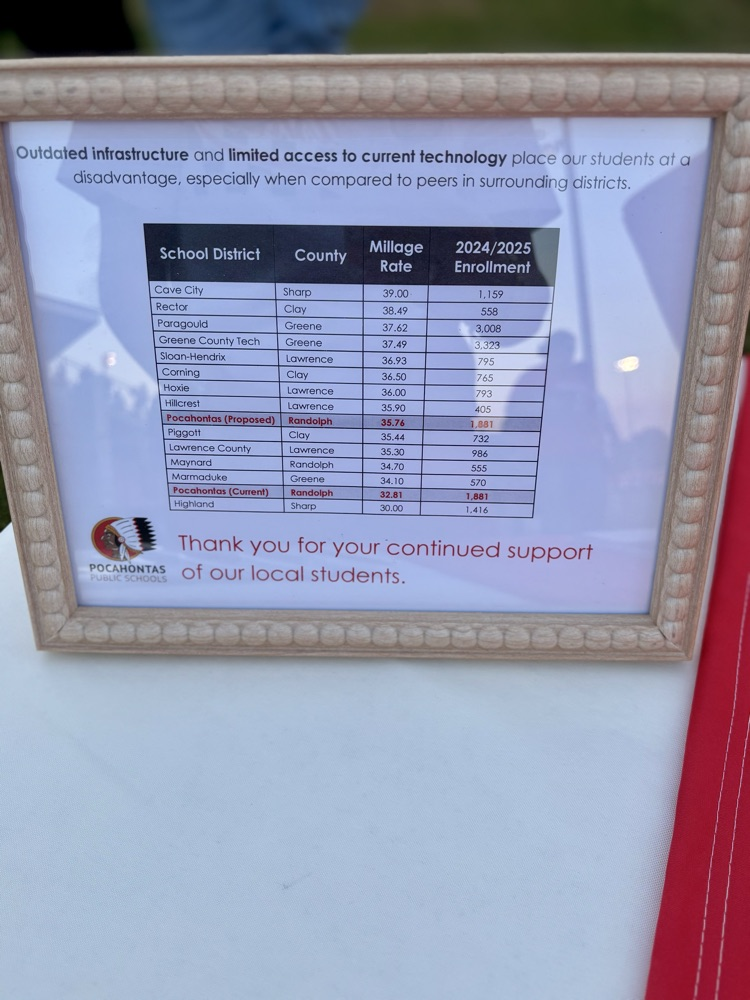 Outdated infrastructure and limited access to current technology place our students at a
disadvantage, especially when compared to peers in surrounding districts.
School District County Millage Rate 2024/2025 Enrollment
Cave City Sharp 39.00 1,159
Rector Clay 38.49 558
Paragould Greene 37.62 3,008
Greene County Tech Greene 37.49 3,323
Sloan-Hendrix Lawrence 36.93 795
Corning Clay 36.50 765
Hoxie Lawrence 36.00 793
Hillcrest Lawrence 35.90 405
Pocahontas (Proposed) Randolph 35.76 1,881
Piggott Clay 35.44 732
Lawrence County Lawrence 35.30 986
Maynard Randolph 34.70 555
Marmaduke Greene 34.10 570
Pocahontas (Current) Randolph 32.81 1,881
Highland Sharp 30.00 1,416
POCAHONTAS
PUBLIC SCHOOLS
Thank you for your continued support
of our local students.